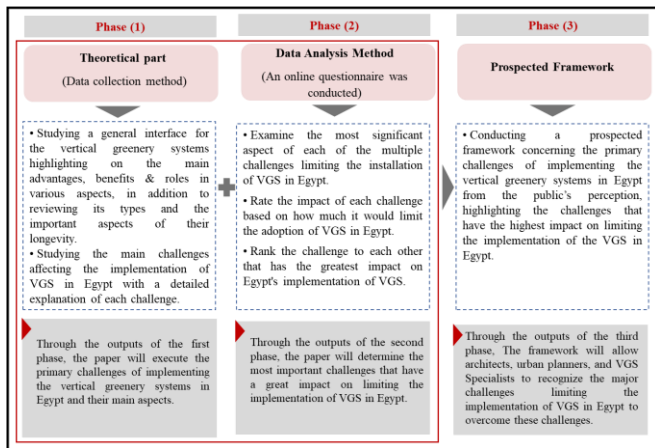 Phase (1)
Theoretical part
(Data collection method)
• Studying a general interface for
the vertical greenery systems
highlighting on the main
advantages, benefits & roles in
various aspects, in addition to
reviewing its types and the
important aspects of their
longevity.
• Studying the main challenges
affecting the implementation of
VGS in Egypt with a detailed
explanation of each challenge.
Through the outputs of the first
phase, the paper will execute the
primary challenges of implementing
the vertical greenery systems in
Egypt and their main aspects.
Phase (2)
Data Analysis Method
(An online questionnaire was
conducted)
• Examine the most significant
aspect of each of the multiple
challenges limiting the installation
of VGS in Egypt.
• Rate the impact of each challenge
based on how much it would limit
the adoption of VGS in Egypt.
• Rank the challenge to each other
that has the greatest impact on
Egypt's implementation of VGS.
Through the outputs of the second
phase, the paper will determine the
most important challenges that have
a great impact on limiting the
implementation of VGS in Egypt.
Phase (3)
Prospected Framework
• Conducting a prospected
framework concerning the primary
challenges of implementing the
vertical greenery systems in Egypt
from the public's perception,
highlighting the challenges that
have the highest impact on limiting
the implementation of the VGS in
Egypt.
Through the outputs of the third
phase, The framework will allow
architects, urban planners, and VGS
Specialists to recognize the major
challenges limiting the
implementation of VGS in Egypt to
overcome these challenges.